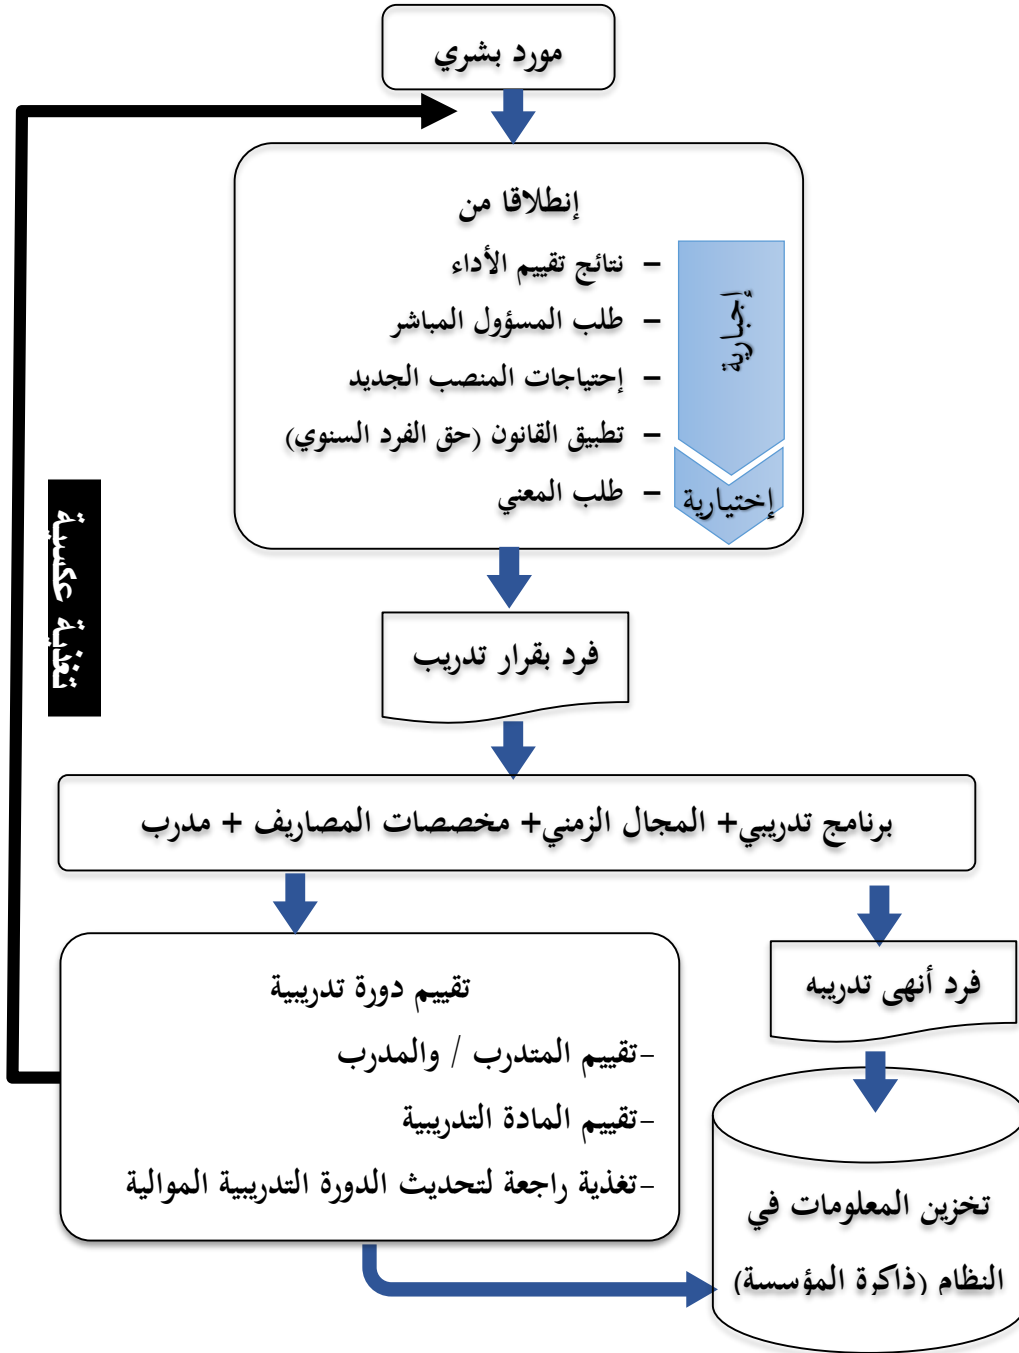 مورد بشري
إنطلاقا من
إجبارية
– نتائج تقييم الأداء
– طلب المسؤول المباشر
– إحتياجات المنصب الجديد
– تطبيق القانون (حق الفرد السنوي)
إختيارية
– طلب المعني
تغذية عكسية
فرد بقرار تدريب
برنامج تدريبي+ المجال الزمني+ مخصصات المصاريف + مدرب
تقييم دورة تدريبية
-تقييم المتدرب / والمدرب
-تقييم المادة التدريبية
-تغذية راجعة لتحديث الدورة التدريبية الموالية
فرد أنهى تدريبه
تخزين المعلومات في
النظام (ذاكرة المؤسسة)